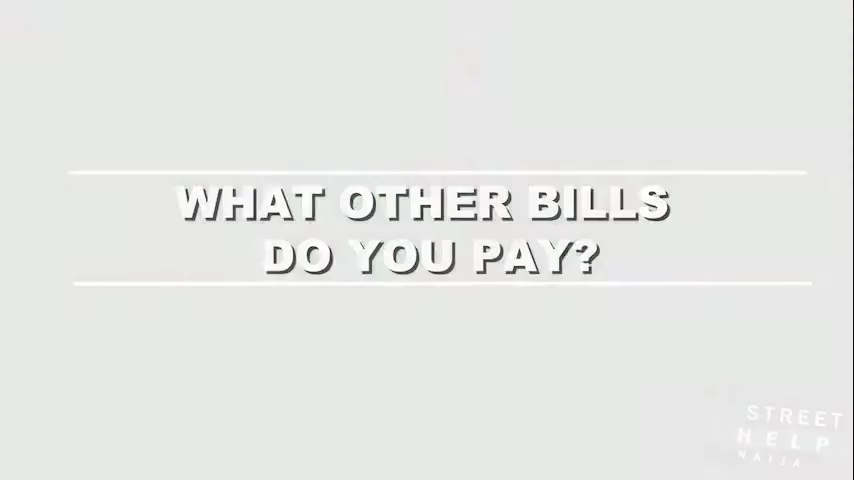 WHAT OTHER BILLS
DO YOU PAY?
STREET
HELP
NAIJA